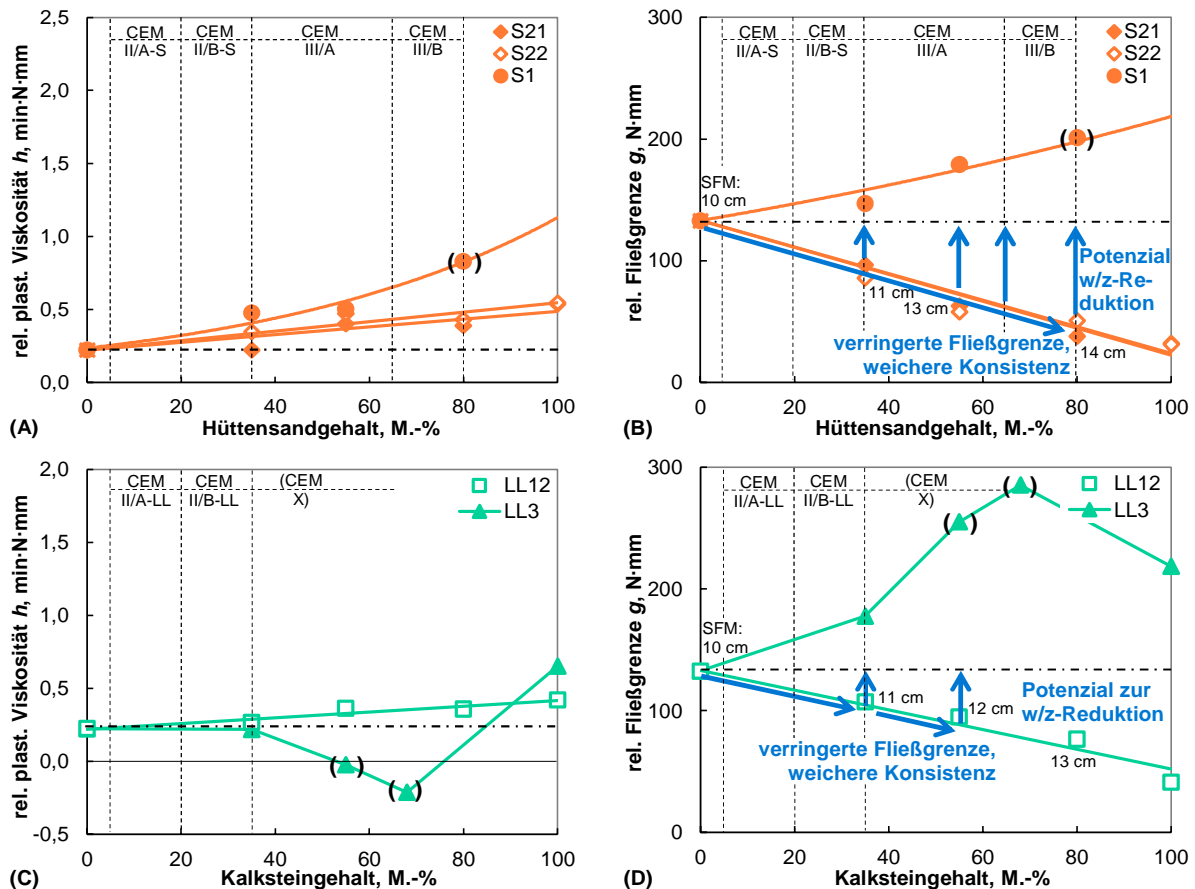 rel. plast. Viskosität h, min·N·mm
2,5
2,0
1,5
1,0
0,5
0,0
CEM CEM CEM CEM
II/A-S II/B-S III/A III/B
S21
S22
S1
( )
0 20 40 60 80 100
(A) Hüttensandgehalt, M.-%
rel. Fließgrenze g, N·mm
300
200
100
0
CEM CEM CEM CEM
II/A-S II/B-S III/A III/B
S21
S22
S1
( )
SFM:
10 cm
11 cm
13 cm
14 cm
Potenzial
w/z-Re-
duktion
verringerte Fließgrenze,
weichere Konsistenz
0 20 40 60 80 100
(B) Hüttensandgehalt, M.-%
rel. plast. Viskosität h, min·N·mm
2,0
1,5
1,0
0,5
0,0
-0,5
CEM CEM (CEM
II/A-LL II/B-LL X)
LL12
LL3
( )
( )
0 20 40 60 80 100
(C) Kalksteingehalt, M.-%
rel. Fließgrenze g, N·mm
300
200
100
0
CEM CEM (CEM
II/A-LL II/B-LL X)
LL12
LL3
( )
( )
SFM:
10 cm
11 cm
12 cm
13 cm
Potenzial zur
w/z-Reduktion
verringerte Fließgrenze,
weichere Konsistenz
0 20 40 60 80 100
(D) Kalksteingehalt, M.-%